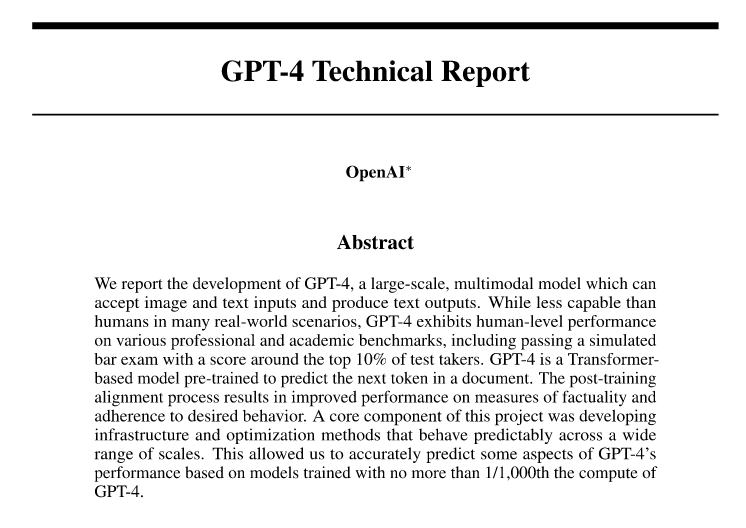 GPT-4 Technical Report
OpenAI*
Abstract
We report the development of GPT-4, a large-scale, multimodal model which can
accept image and text inputs and produce text outputs. While less capable than
humans in many real-world scenarios, GPT-4 exhibits human-level performance
on various professional and academic benchmarks, including passing a simulated
bar exam with a score around the top 10% of test takers. GPT-4 is a Transformer-
based model pre-trained to predict the next token in a document. The post-training
alignment process results in improved performance on measures of factuality and
adherence to desired behavior. A core component of this project was developing
infrastructure and optimization methods that behave predictably across a wide
range of scales. This allowed us to accurately predict some aspects of GPT-4's
performance based on models trained with no more than 1/1,000th the compute of
GPT-4.